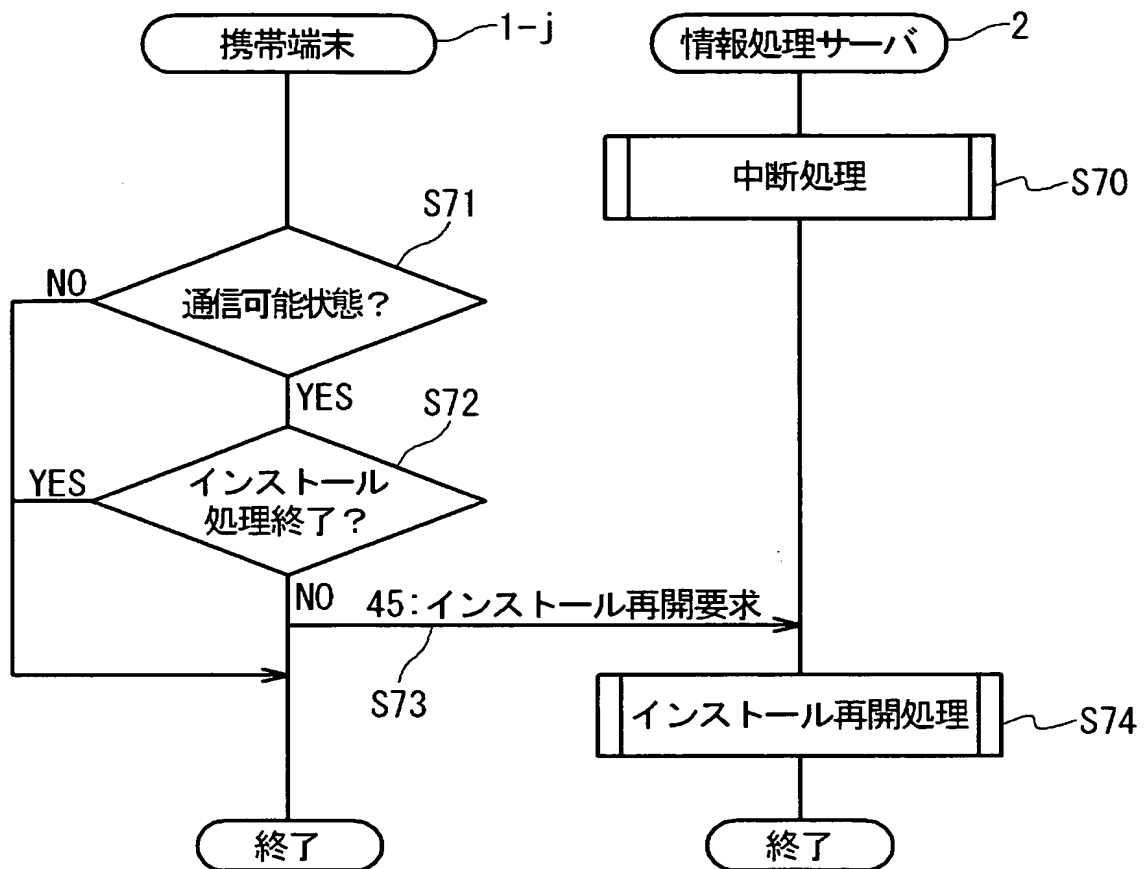 携帯端末
1-j
情報処理サーバ
2
中断処理
S70
S71
NO
通信可能状態?
YES
S72
YES
インストール
処理終了?
NO
45:インストール再開要求
S73
インストール再開処理
S74
終了
終了